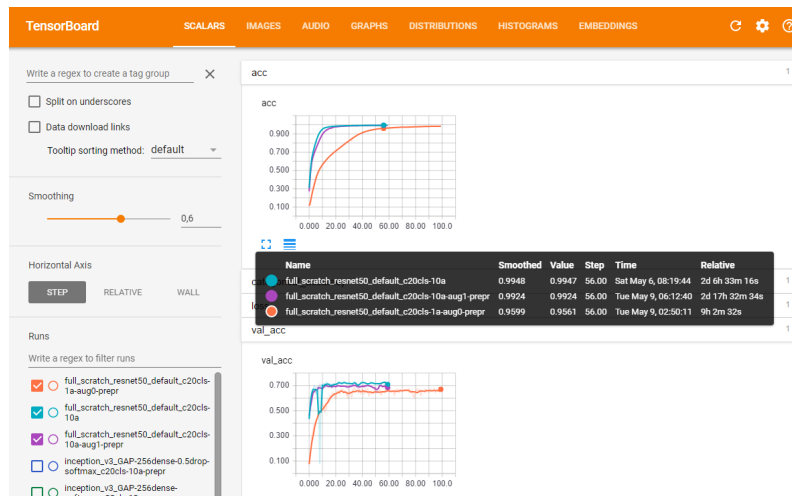 TensorBoard SCALARS IMAGES AUDIO GRAPHS DISTRIBUTIONS HISTOGRAMS EMBEDDINGS
Write a regex to create a tag group
Split on underscores
Data download links
Tooltip sorting method: default
Smoothing
0,6
Horizontal Axis
STEP RELATIVE WALL
Runs
Write a regex to filter runs
full_scratch_resnet50_default_c20cls-
1a-aug0-prepr
full_scratch_resnet50_default_c20cls-
10a
full_scratch_resnet50_default_c20cls-
10a-aug1-prepr
inception_v3_GAP-256dense-0.5drop-
softmax_c20cls-10a-prepr
inception_v3_GAP-256dense-
acc 1
acc
0.900
0.700
0.500
0.300
0.100
0.000 20.00 40.00 60.00 80.00 100.0
Name Smoothed Value Step Time Relative
full_scratch_resnet50_default_c20cls-10a 0.9948 0.9947 56.00 Sat May 6, 08:19:44 2d 6h 33m 16s
full_scratch_resnet50_default_c20cls-10a-aug1-prepr 0.9924 0.9924 56.00 Tue May 9, 06:12:40 2d 17h 32m 34s
full_scratch_resnet50_default_c20cls-1a-aug0-prepr 0.9599 0.9561 56.00 Tue May 9, 02:50:11 9h 2m 32s
val_acc 1
val_acc
0.700
0.500
0.300
0.100
0.000 20.00 40.00 60.00 80.00 100.0